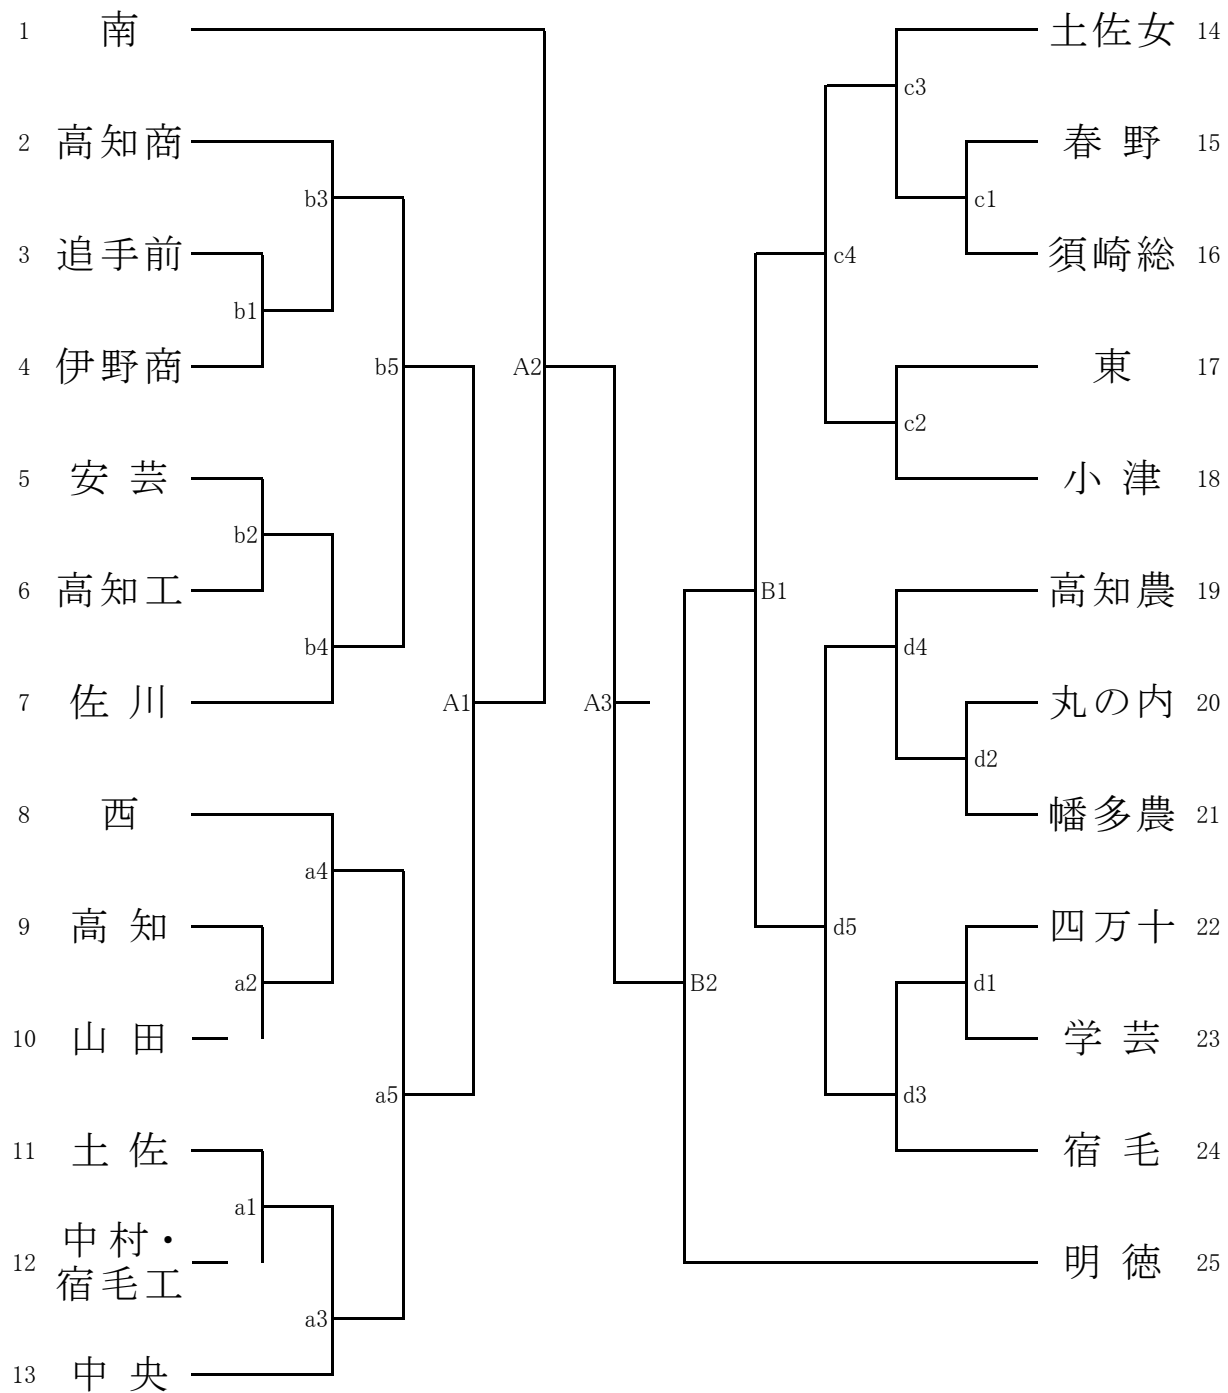 1 南
2 高知商
b3
3 追手前
b1
4 伊野商
b5
5 安芸
b2
6 高知工
b4
7 佐川
A1
A2
A3
8 西
a4
9 高知
a2
10 山田
a5
11 土佐
a1
12 中村・
宿毛工
a3
13 中央
土佐女 14
c3
春野 15
c1
須崎総 16
c4
東 17
c2
小津 18
高知農 19
B1
d4
丸の内 20
d2
幡多農 21
四万十 22
d5
d1
B2
学芸 23
d3
宿毛 24
明徳 25